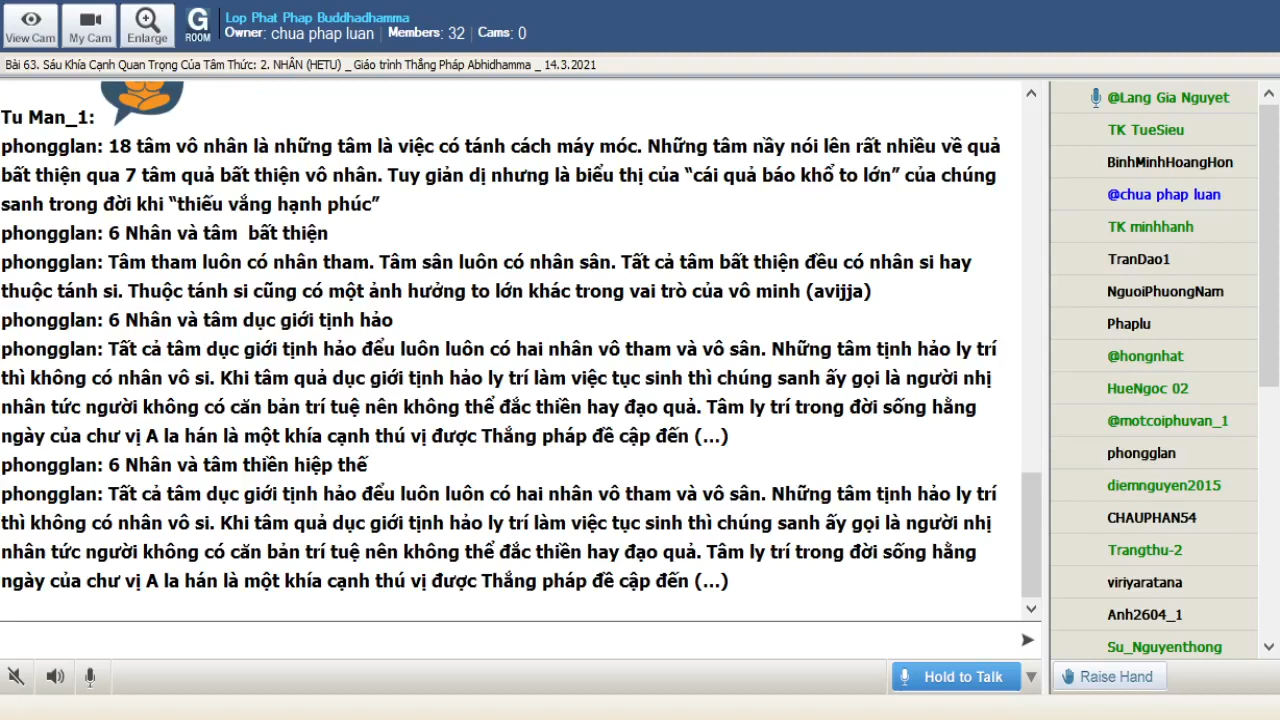 View Cam
My Cam
Enlarge
G
ROOM
Lop Phat Phap Buddhadhamma
Owner: chua phap luan | Members: 32 | Cams: 0
Bài 63. Sáu Khía Cạnh Quan Trọng Của Tâm Thức: 2. NHÂN (HETU) _ Giáo trình Thắng Pháp Abhidhamma _ 14.3.2021
Tu Man_1:
phongglan: 18 tâm vô nhân là những tâm là việc có tánh cách máy móc. Những tâm nầy nói lên rất nhiều về quả
bất thiện qua 7 tâm quả bất thiện vô nhân. Tuy giản dị nhưng là biểu thị của “cái quả báo khổ to lớn” của chúng
sanh trong đời khi “thiếu vắng hạnh phúc”
phongglan: 6 Nhân và tâm bất thiện
phongglan: Tâm tham luôn có nhân tham. Tâm sân luôn có nhân sân. Tất cả tâm bất thiện đều có nhân si hay
thuộc tánh si. Thuộc tánh si cũng có một ảnh hưởng to lớn khác trong vai trò của vô minh (avijja)
phongglan: 6 Nhân và tâm dục giới tịnh hảo
phongglan: Tất cả tâm dục giới tịnh hảo đểu luôn luôn có hai nhân vô tham và vô sân. Những tâm tịnh hảo ly trí
thì không có nhân vô si. Khi tâm quả dục giới tịnh hảo ly trí làm việc tục sinh thì chúng sanh ấy gọi là người nhị
nhân tức người không có căn bản trí tuệ nên không thể đắc thiền hay đạo quả. Tâm ly trí trong đời sống hằng
ngày của chư vị A la hán là một khía cạnh thú vị được Thắng pháp đề cập đến (...)
phongglan: 6 Nhân và tâm thiền hiệp thế
phongglan: Tất cả tâm dục giới tịnh hảo đểu luôn luôn có hai nhân vô tham và vô sân. Những tâm tịnh hảo ly trí
thì không có nhân vô si. Khi tâm quả dục giới tịnh hảo ly trí làm việc tục sinh thì chúng sanh ấy gọi là người nhị
nhân tức người không có căn bản trí tuệ nên không thể đắc thiền hay đạo quả. Tâm ly trí trong đời sống hằng
ngày của chư vị A la hán là một khía cạnh thú vị được Thắng pháp đề cập đến (...)
Hold to Talk
@Lang Gia Nguyet
TK TueSieu
BinhMinhHoangHon
@chua phap luan
TK minhhanh
TranDao1
NguoiPhuongNam
Phaplu
@hongnhat
HueNgoc 02
@motcoiphuvan_1
phongglan
diemnguyen2015
CHAUPHAN54
Trangthu-2
viriyaratana
Anh2604_1
Su_Nguyenthong
Raise Hand